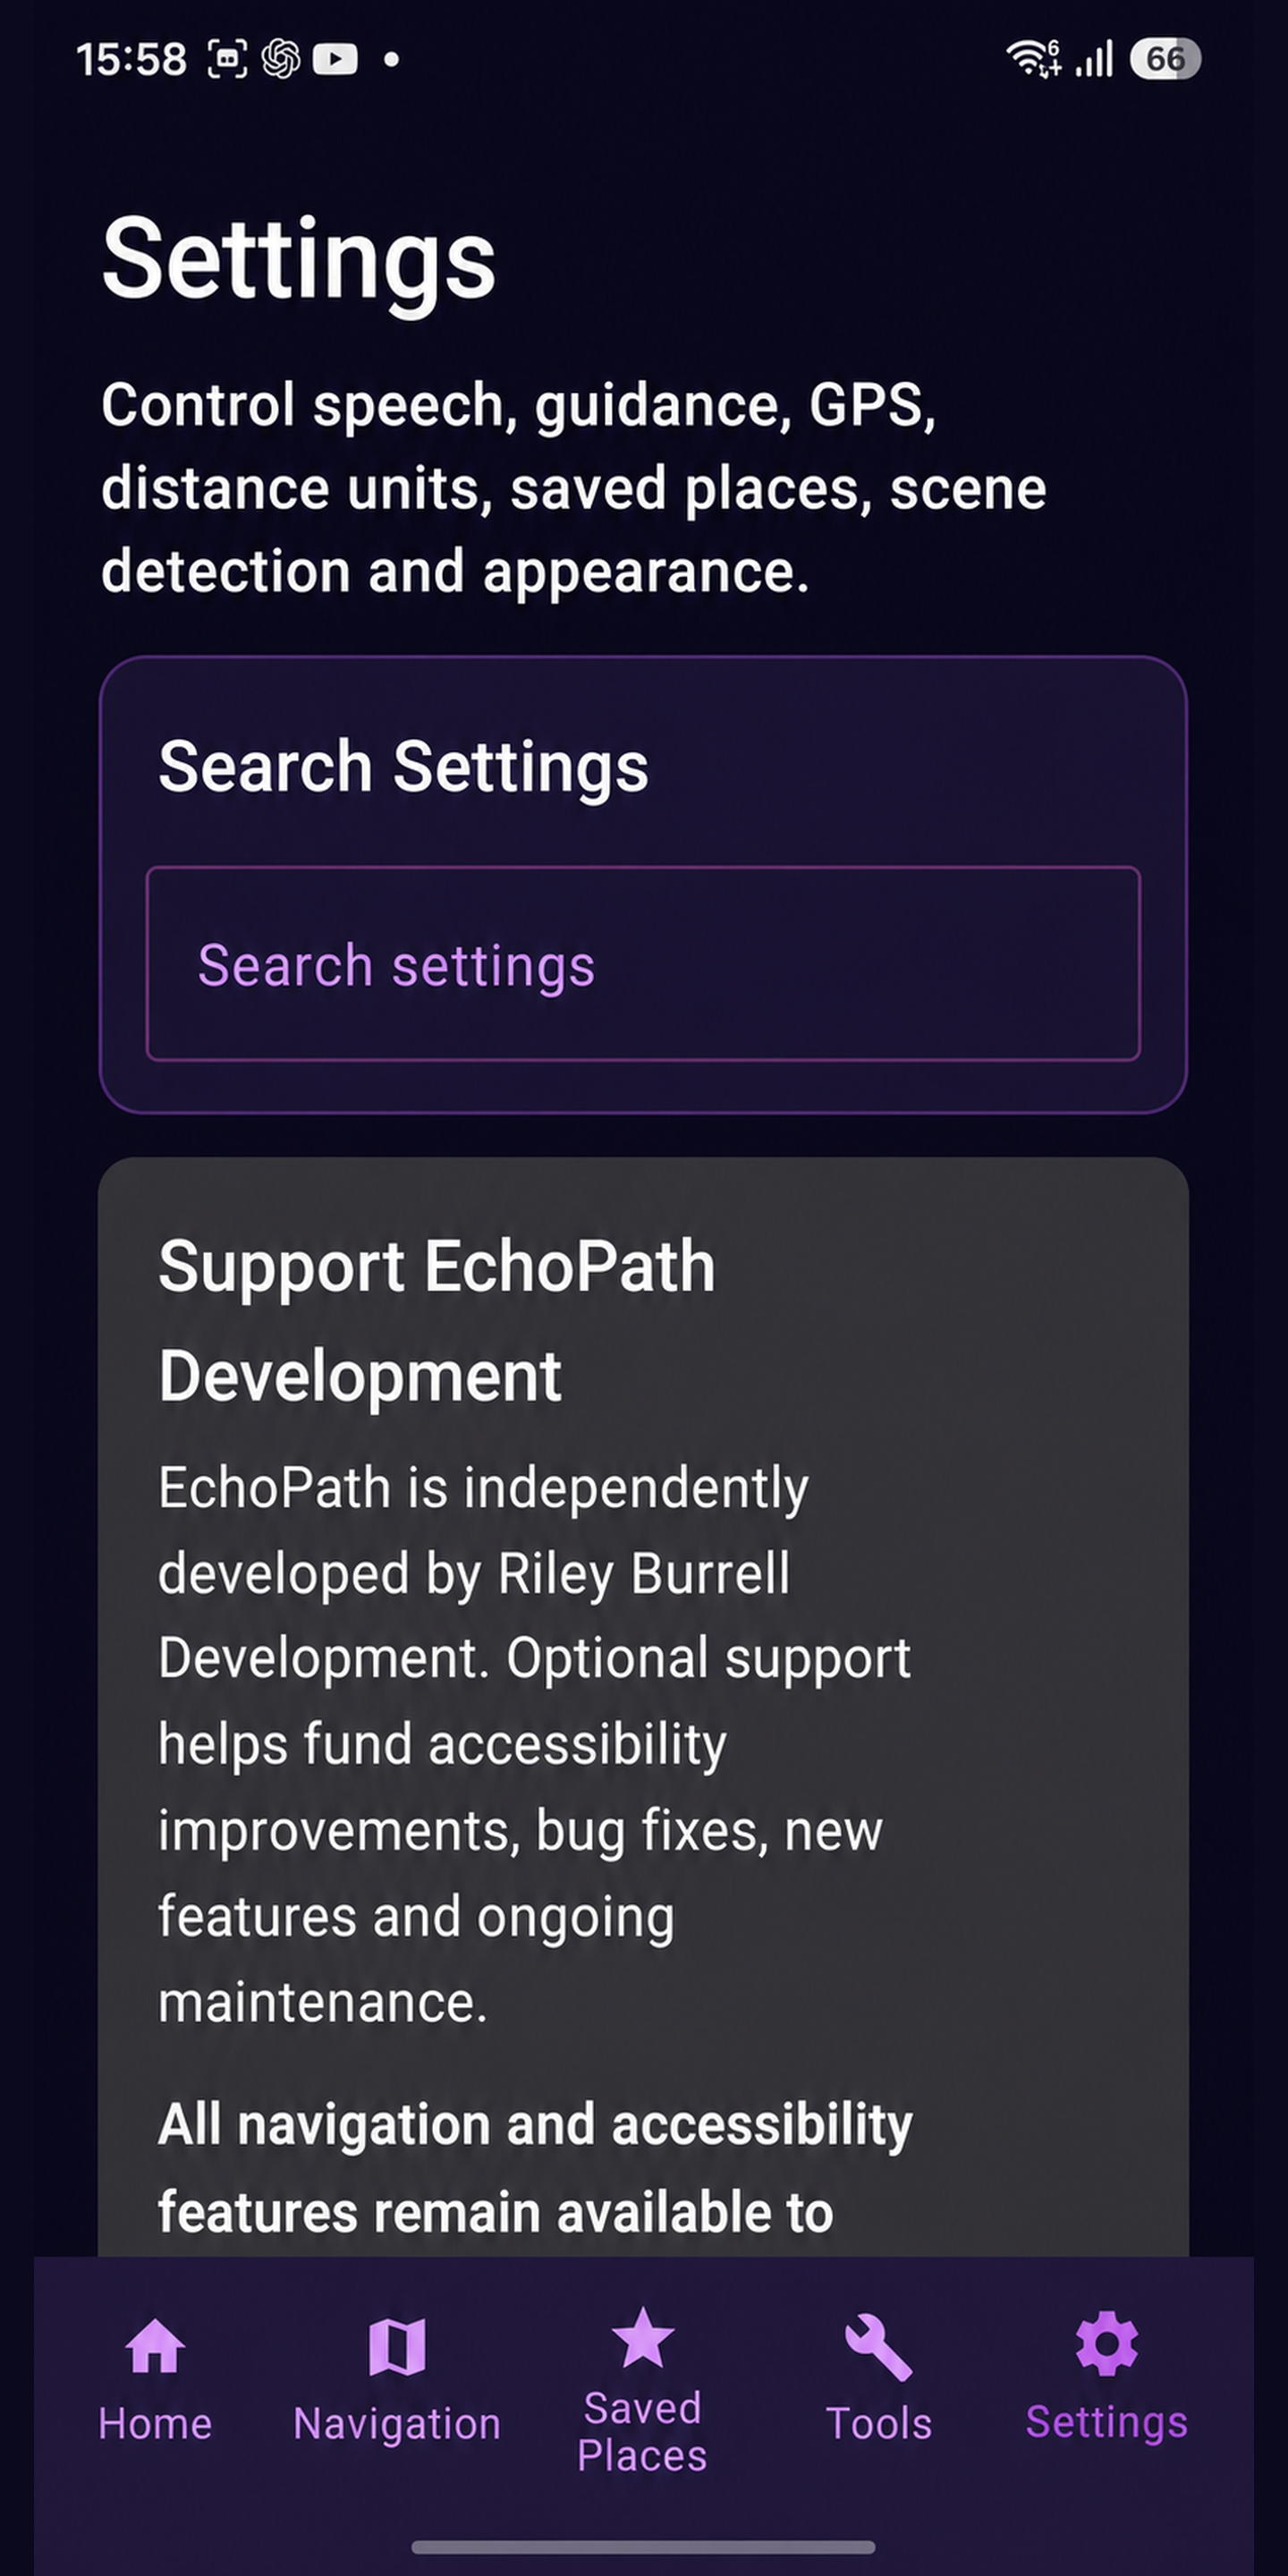 15:58
6
66
Settings
Control speech, guidance, GPS,
distance units, saved places, scene
detection and appearance.
Search Settings
Search settings
Support EchoPath
Development
EchoPath is independently
developed by Riley Burrell
Development. Optional support
helps fund accessibility
improvements, bug fixes, new
features and ongoing
maintenance.
All navigation and accessibility
features remain available to
Home
Navigation
Saved
Places
Tools
Settings